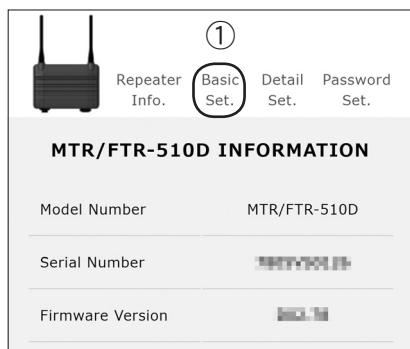 ①
Repeater Basic Detail Password
Info. Set. Set. Set.
MTR/FTR-510D INFORMATION
Model Number MTR/FTR-510D
Serial Number
Firmware Version